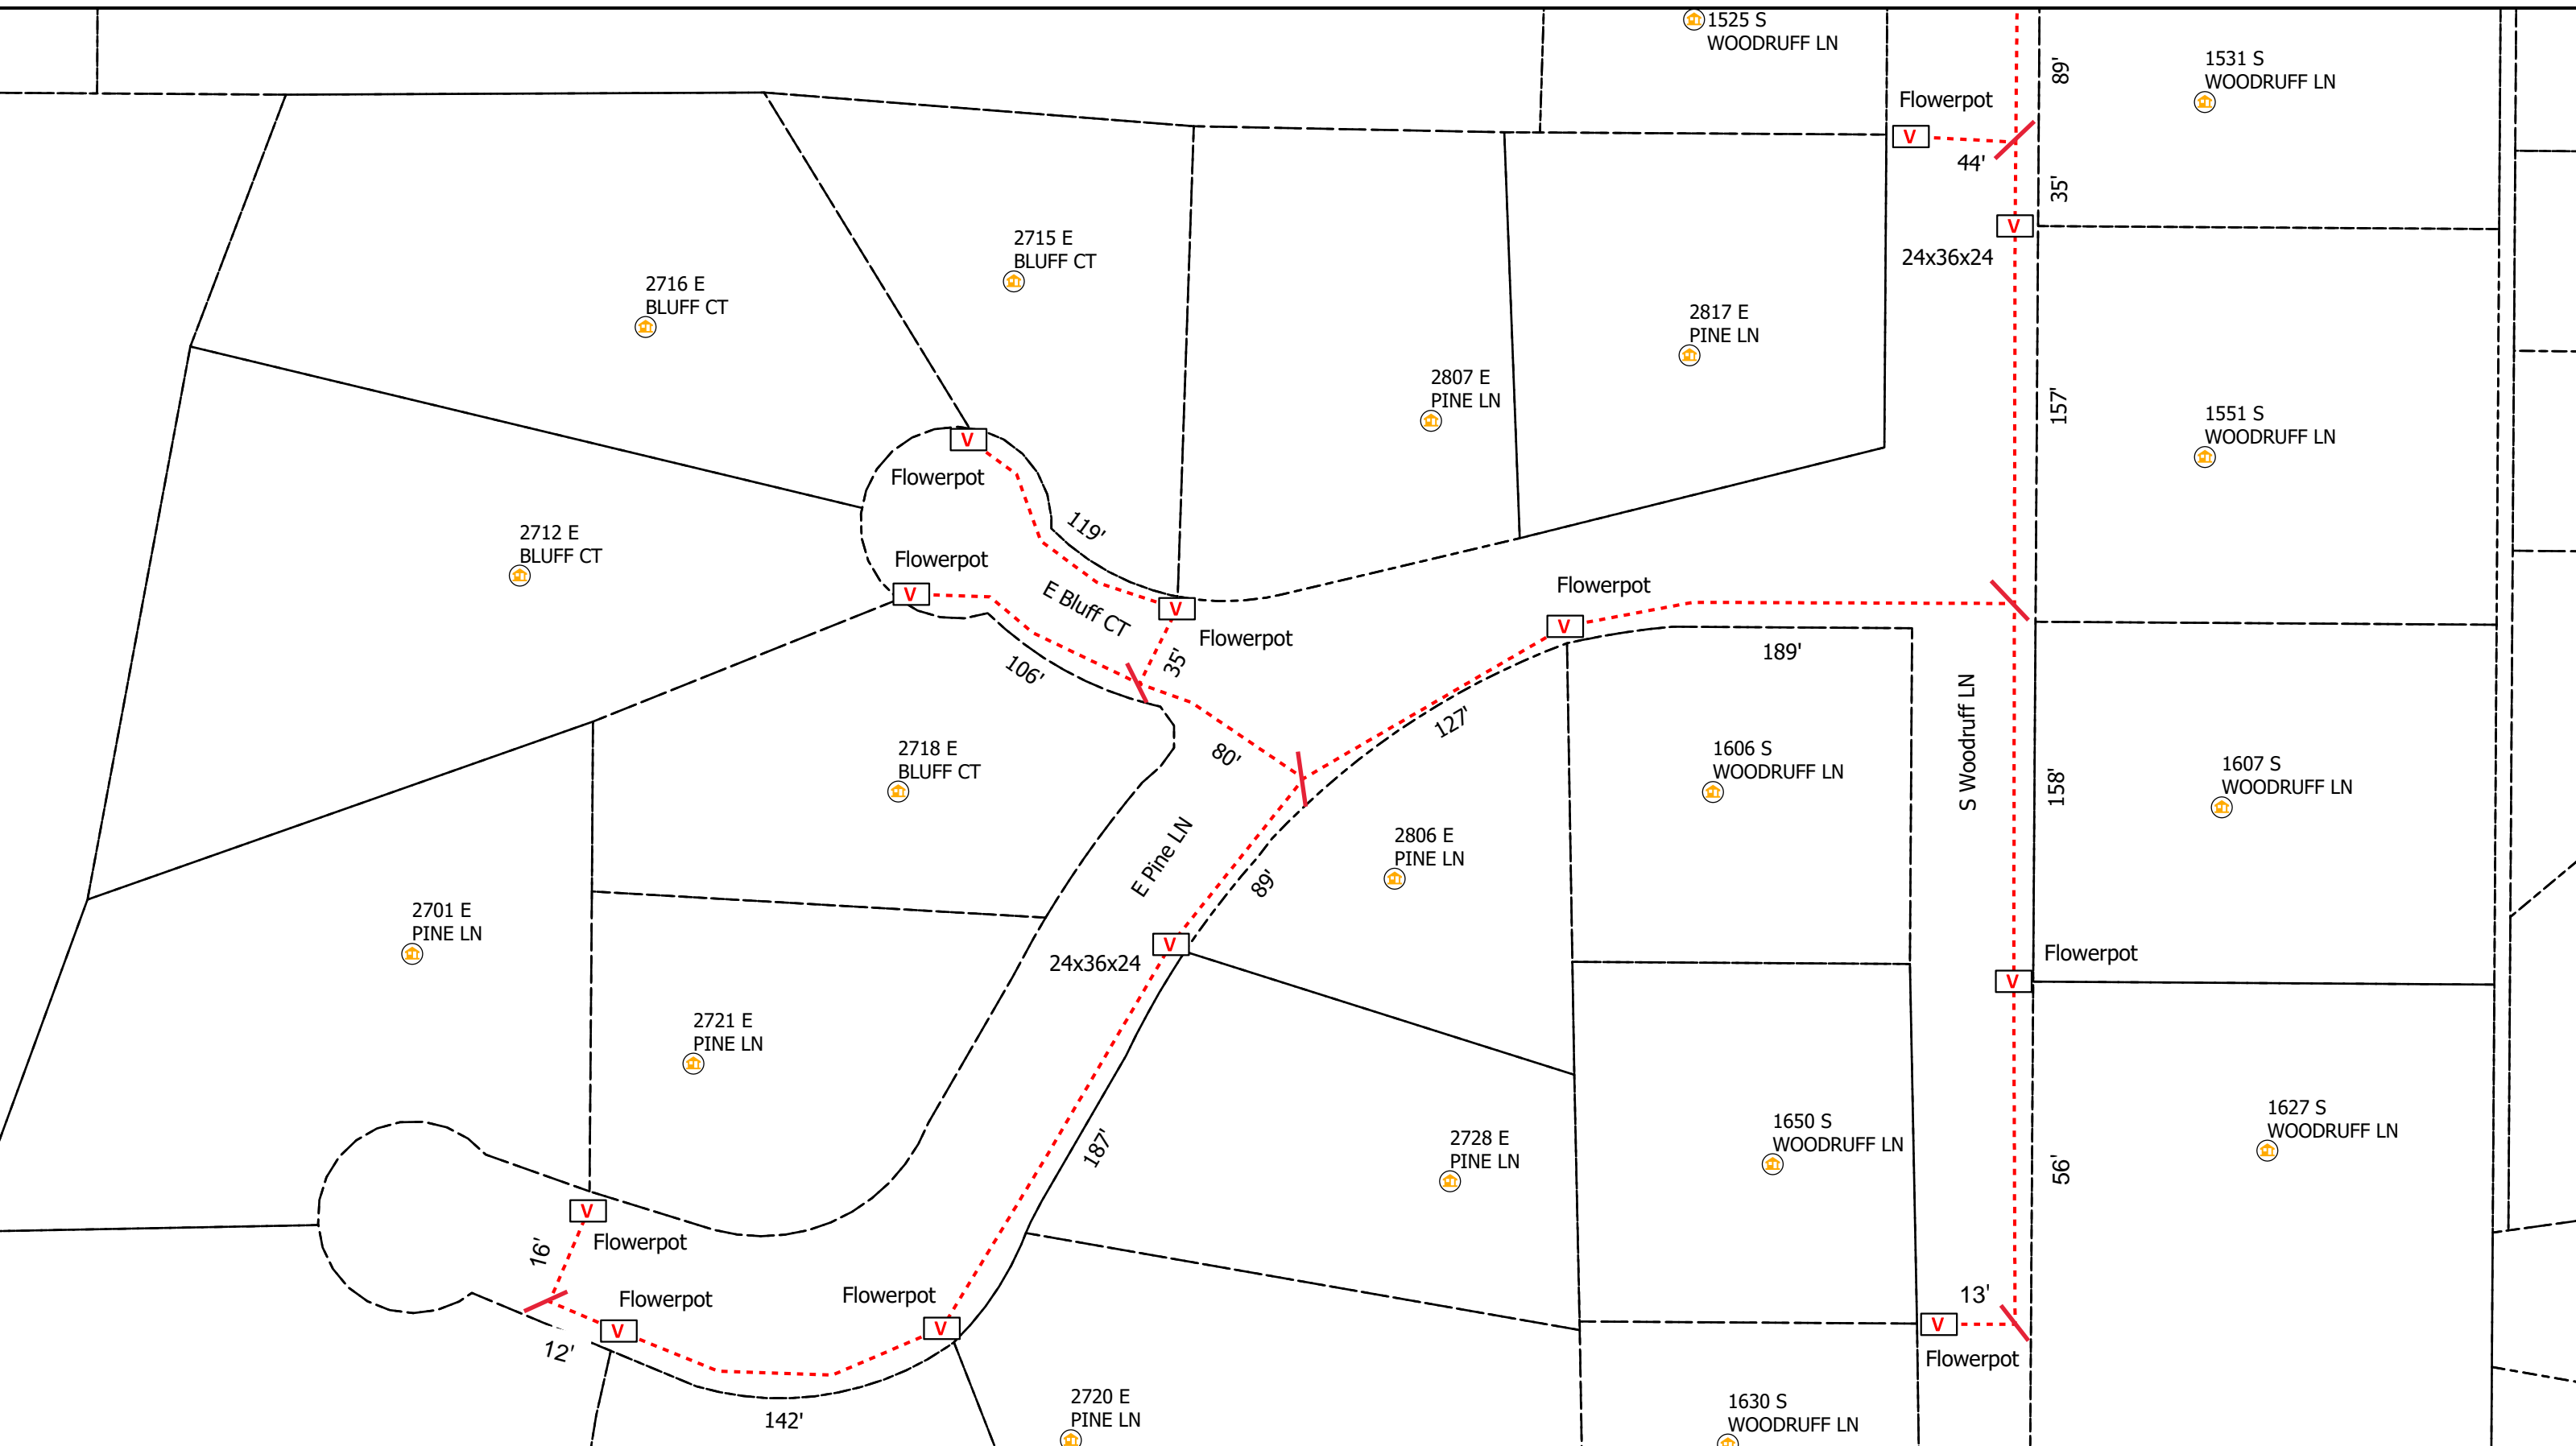 1525 S
WOODRUFF LN
1531 S
WOODRUFF LN
89'
Flowerpot
V
44'
35'
V
24x36x24
2715 E
BLUFF CT
2716 E
BLUFF CT
2817 E
PINE LN
2807 E
PINE LN
157'
1551 S
WOODRUFF LN
V
Flowerpot
119'
2712 E
BLUFF CT
Flowerpot
V
E Bluff CT
V
Flowerpot
Flowerpot
V
189'
35'
106'
127'
80'
2718 E
BLUFF CT
1606 S
WOODRUFF LN
S Woodruff LN
158'
1607 S
WOODRUFF LN
E Pine LN
89'
2806 E
PINE LN
2701 E
PINE LN
V
24x36x24
Flowerpot
V
2721 E
PINE LN
187'
2728 E
PINE LN
1650 S
WOODRUFF LN
56'
1627 S
WOODRUFF LN
V
Flowerpot
16'
Flowerpot
V
12'
Flowerpot
V
13'
V
Flowerpot
142'
2720 E
PINE LN
1630 S
WOODRUFF LN